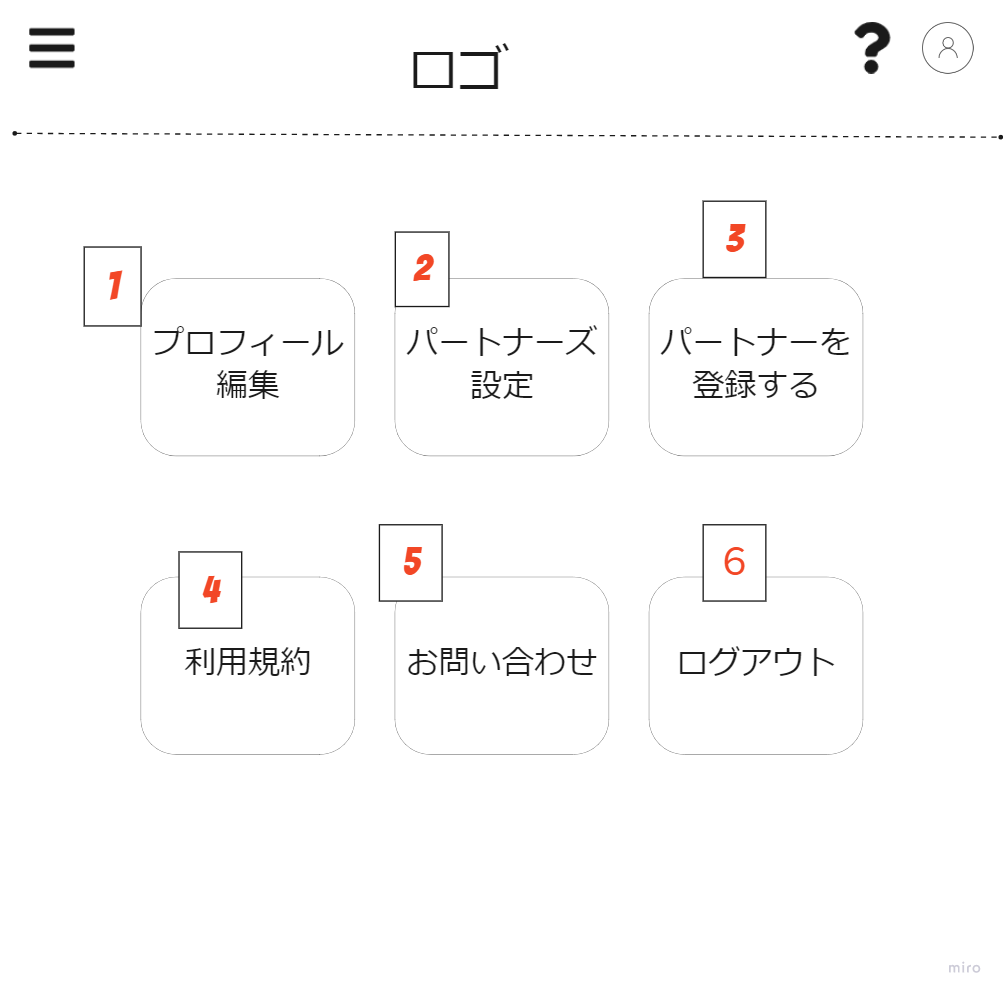 ロゴ
1
2
3
プロフィール
編集
パートナーズ
設定
パートナーを
登録する
4
5
6
利用規約
お問い合わせ
ログアウト
miro